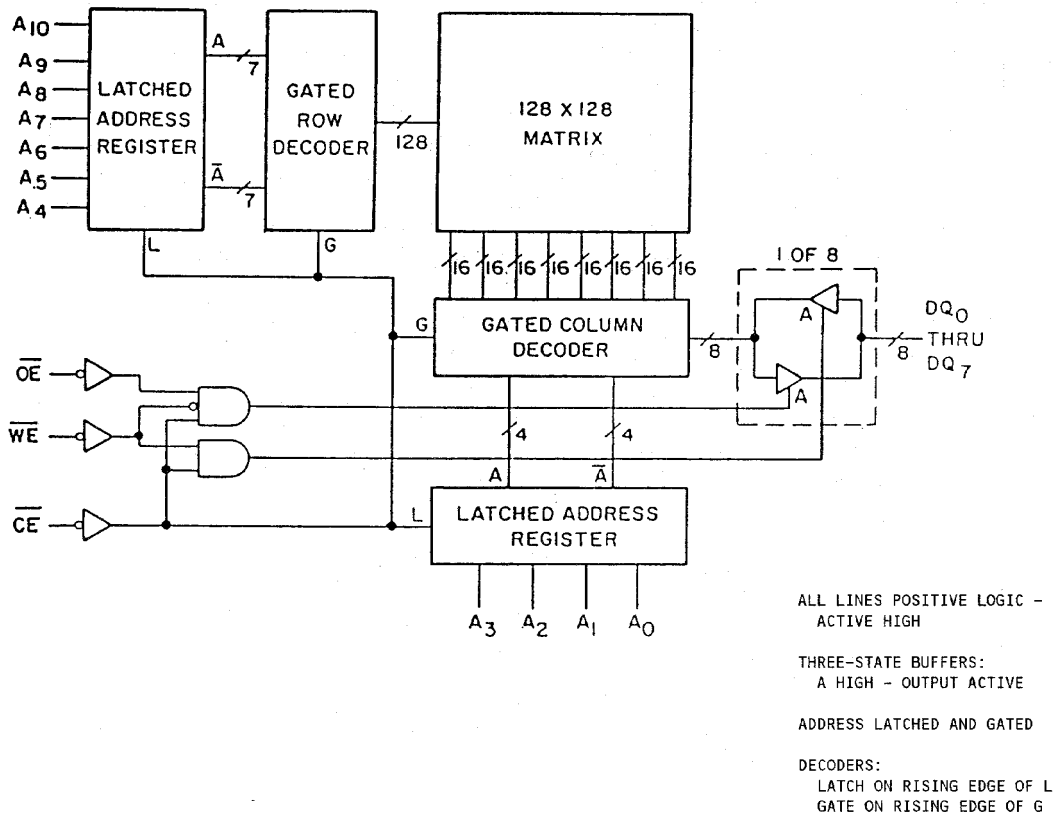 A10
A9
A8
A7
A6
A5
A4
LATCHED
ADDRESS
REGISTER
A
7
A̅
7
L
GATED
ROW
DECODER
G
128
128 X 128
MATRIX
16 16 16 16 16 16 16 16
G
GATED COLUMN
DECODER
8
1 OF 8
A
A
8
DQ0
THRU
DQ7
O̅E̅
W̅E̅
C̅E̅
4
4
A
A̅
L
LATCHED ADDRESS
REGISTER
A3 A2 A1 A0
ALL LINES POSITIVE LOGIC –
ACTIVE HIGH
THREE-STATE BUFFERS:
A HIGH – OUTPUT ACTIVE
ADDRESS LATCHED AND GATED
DECODERS:
LATCH ON RISING EDGE OF L
GATE ON RISING EDGE OF G